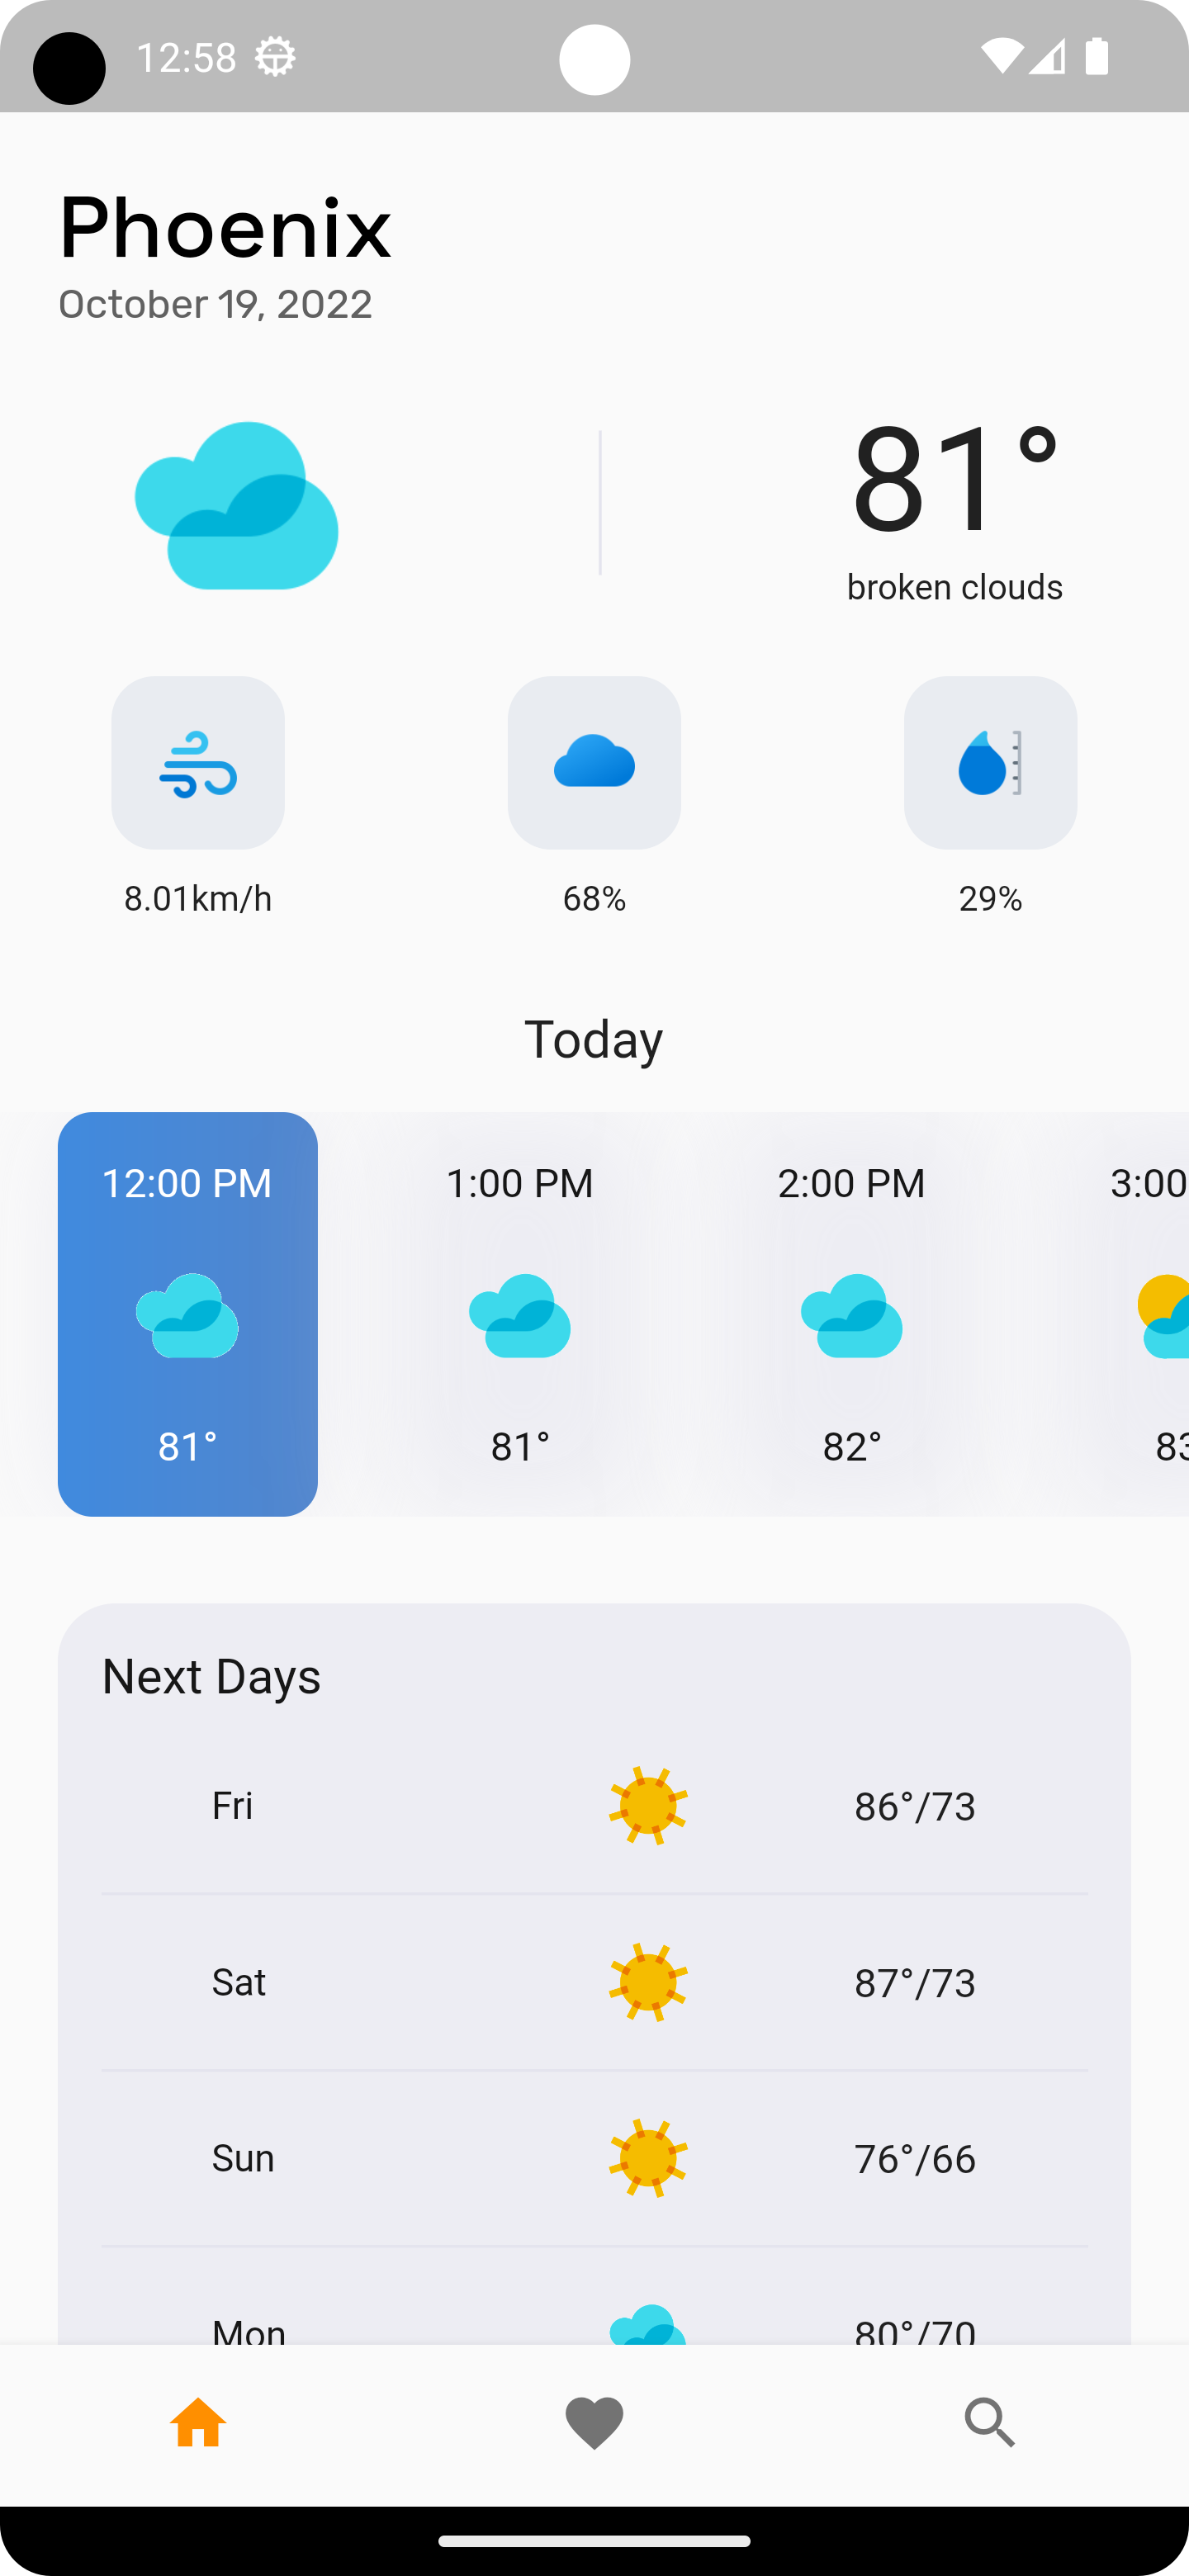 12:58
Phoenix
October 19, 2022
81°
broken clouds
8.01km/h 68% 29%
Today
12:00 PM 1:00 PM 2:00 PM 3:00
81° 81° 82° 83
Next Days
Fri 86°/73
Sat 87°/73
Sun 76°/66
Mon 80°/70